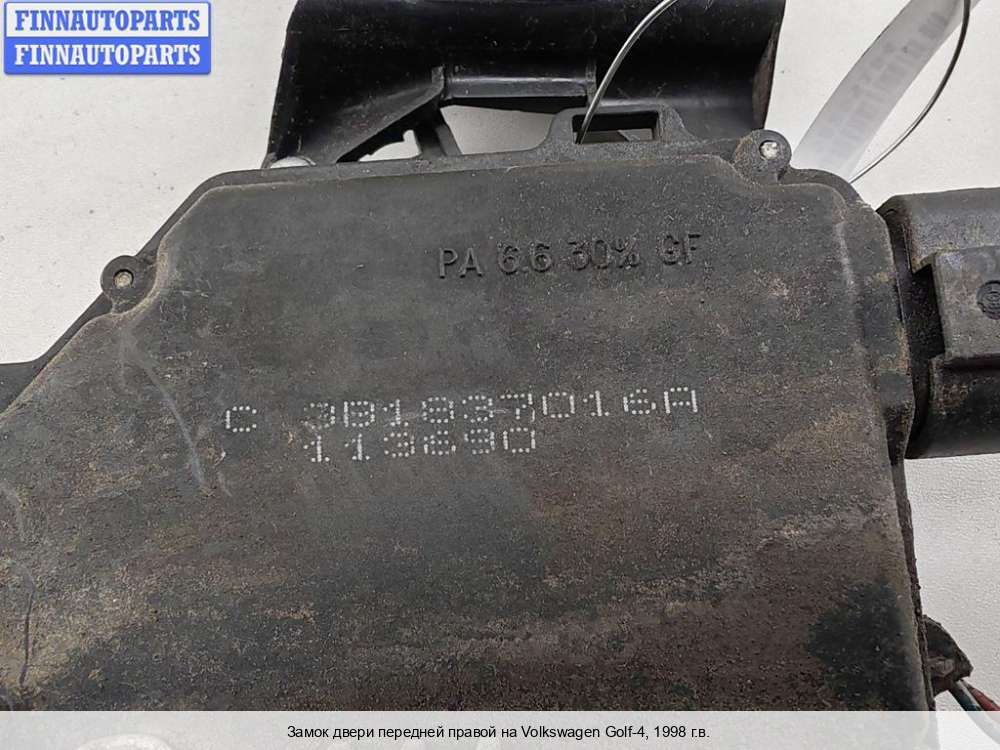 FINNAUTOPARTS
FINNAUTOPARTS
PA 6.6 30% GF
C 3B1837016A
113690
Замок двери передней правой на Volkswagen Golf-4, 1998 г.в.